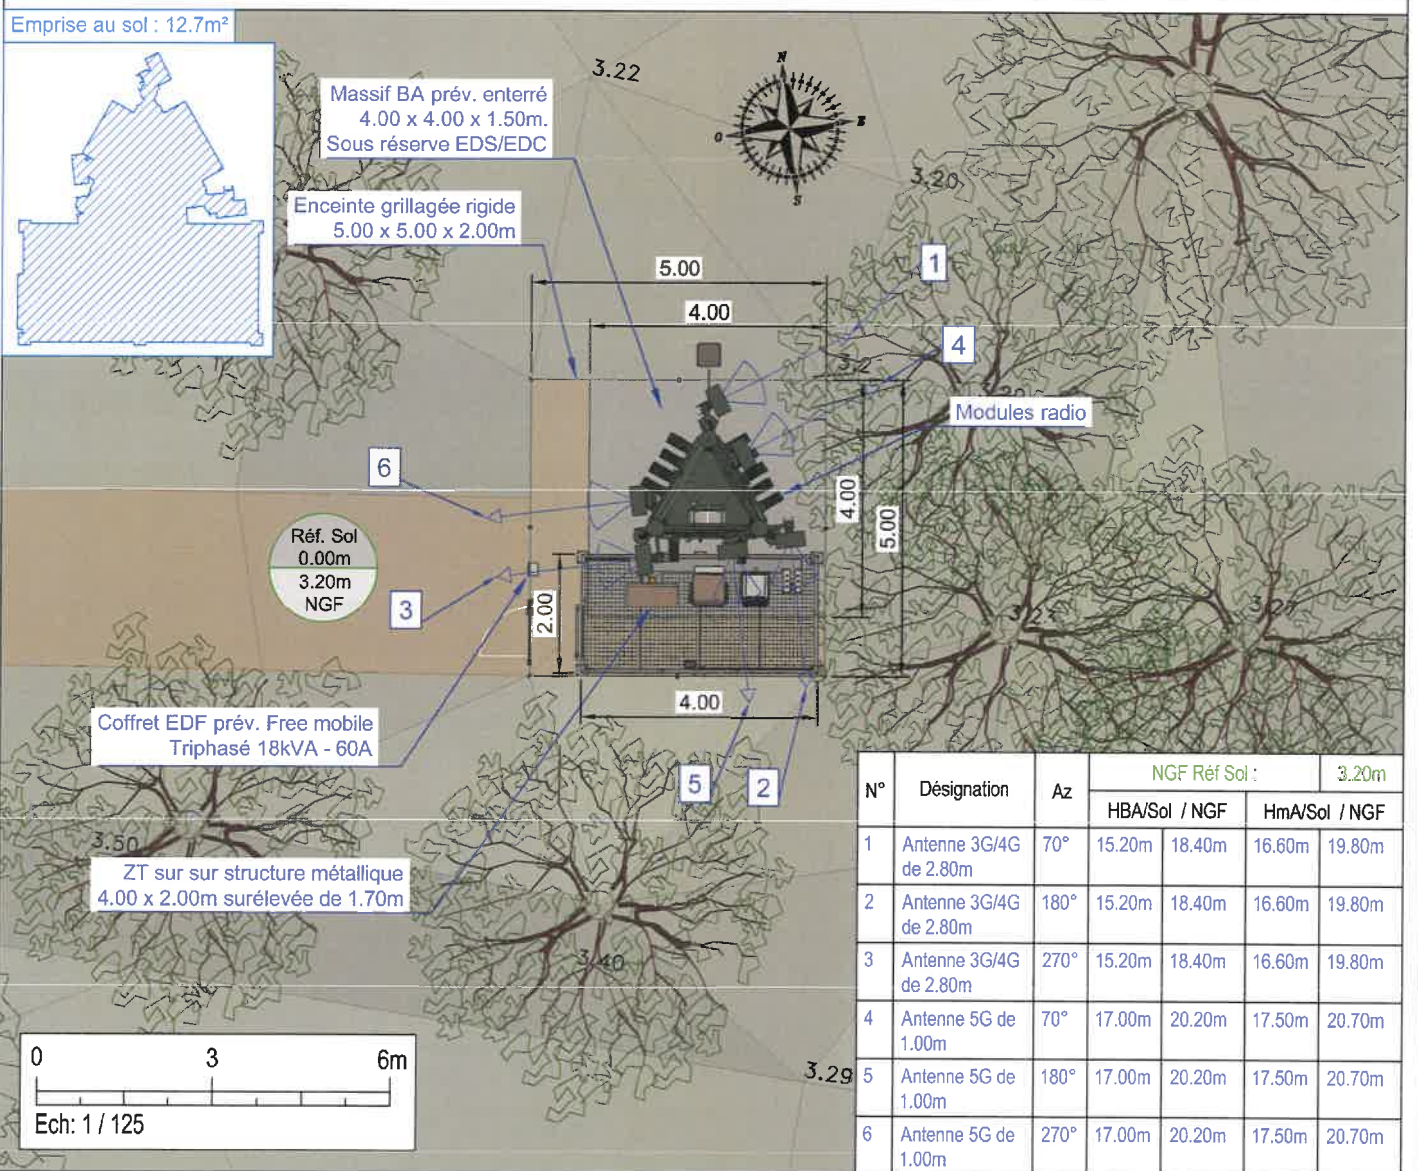 Emprise au sol : 12.7m²
3.22
N
O
E
S
Massif BA prév. enterré
4.00 x 4.00 x 1.50m.
Sous réserve EDS/EDC
3.20
Enceinte grillagée rigide
5.00 x 5.00 x 2.00m
5.00
1
4.00
4
3.2
Modules radio
6
4.00
5.00
Réf. Sol
0.00m
3.20m
NGF
3
2.00
3.27
3.27
4.00
Coffret EDF prév. Free mobile
Triphasé 18kVA - 60A
5
2
3.50
ZT sur sur structure métallique
4.00 x 2.00m surélevée de 1.70m
3.40
3.29
0 3 6m
Ech: 1 / 125
N° Désignation Az NGF Réf Sol : 3.20m
HBA/Sol / NGF HmA/Sol / NGF
1 Antenne 3G/4G de 2.80m 70° 15.20m 18.40m 16.60m 19.80m
2 Antenne 3G/4G de 2.80m 180° 15.20m 18.40m 16.60m 19.80m
3 Antenne 3G/4G de 2.80m 270° 15.20m 18.40m 16.60m 19.80m
4 Antenne 5G de 1.00m 70° 17.00m 20.20m 17.50m 20.70m
5 Antenne 5G de 1.00m 180° 17.00m 20.20m 17.50m 20.70m
6 Antenne 5G de 1.00m 270° 17.00m 20.20m 17.50m 20.70m